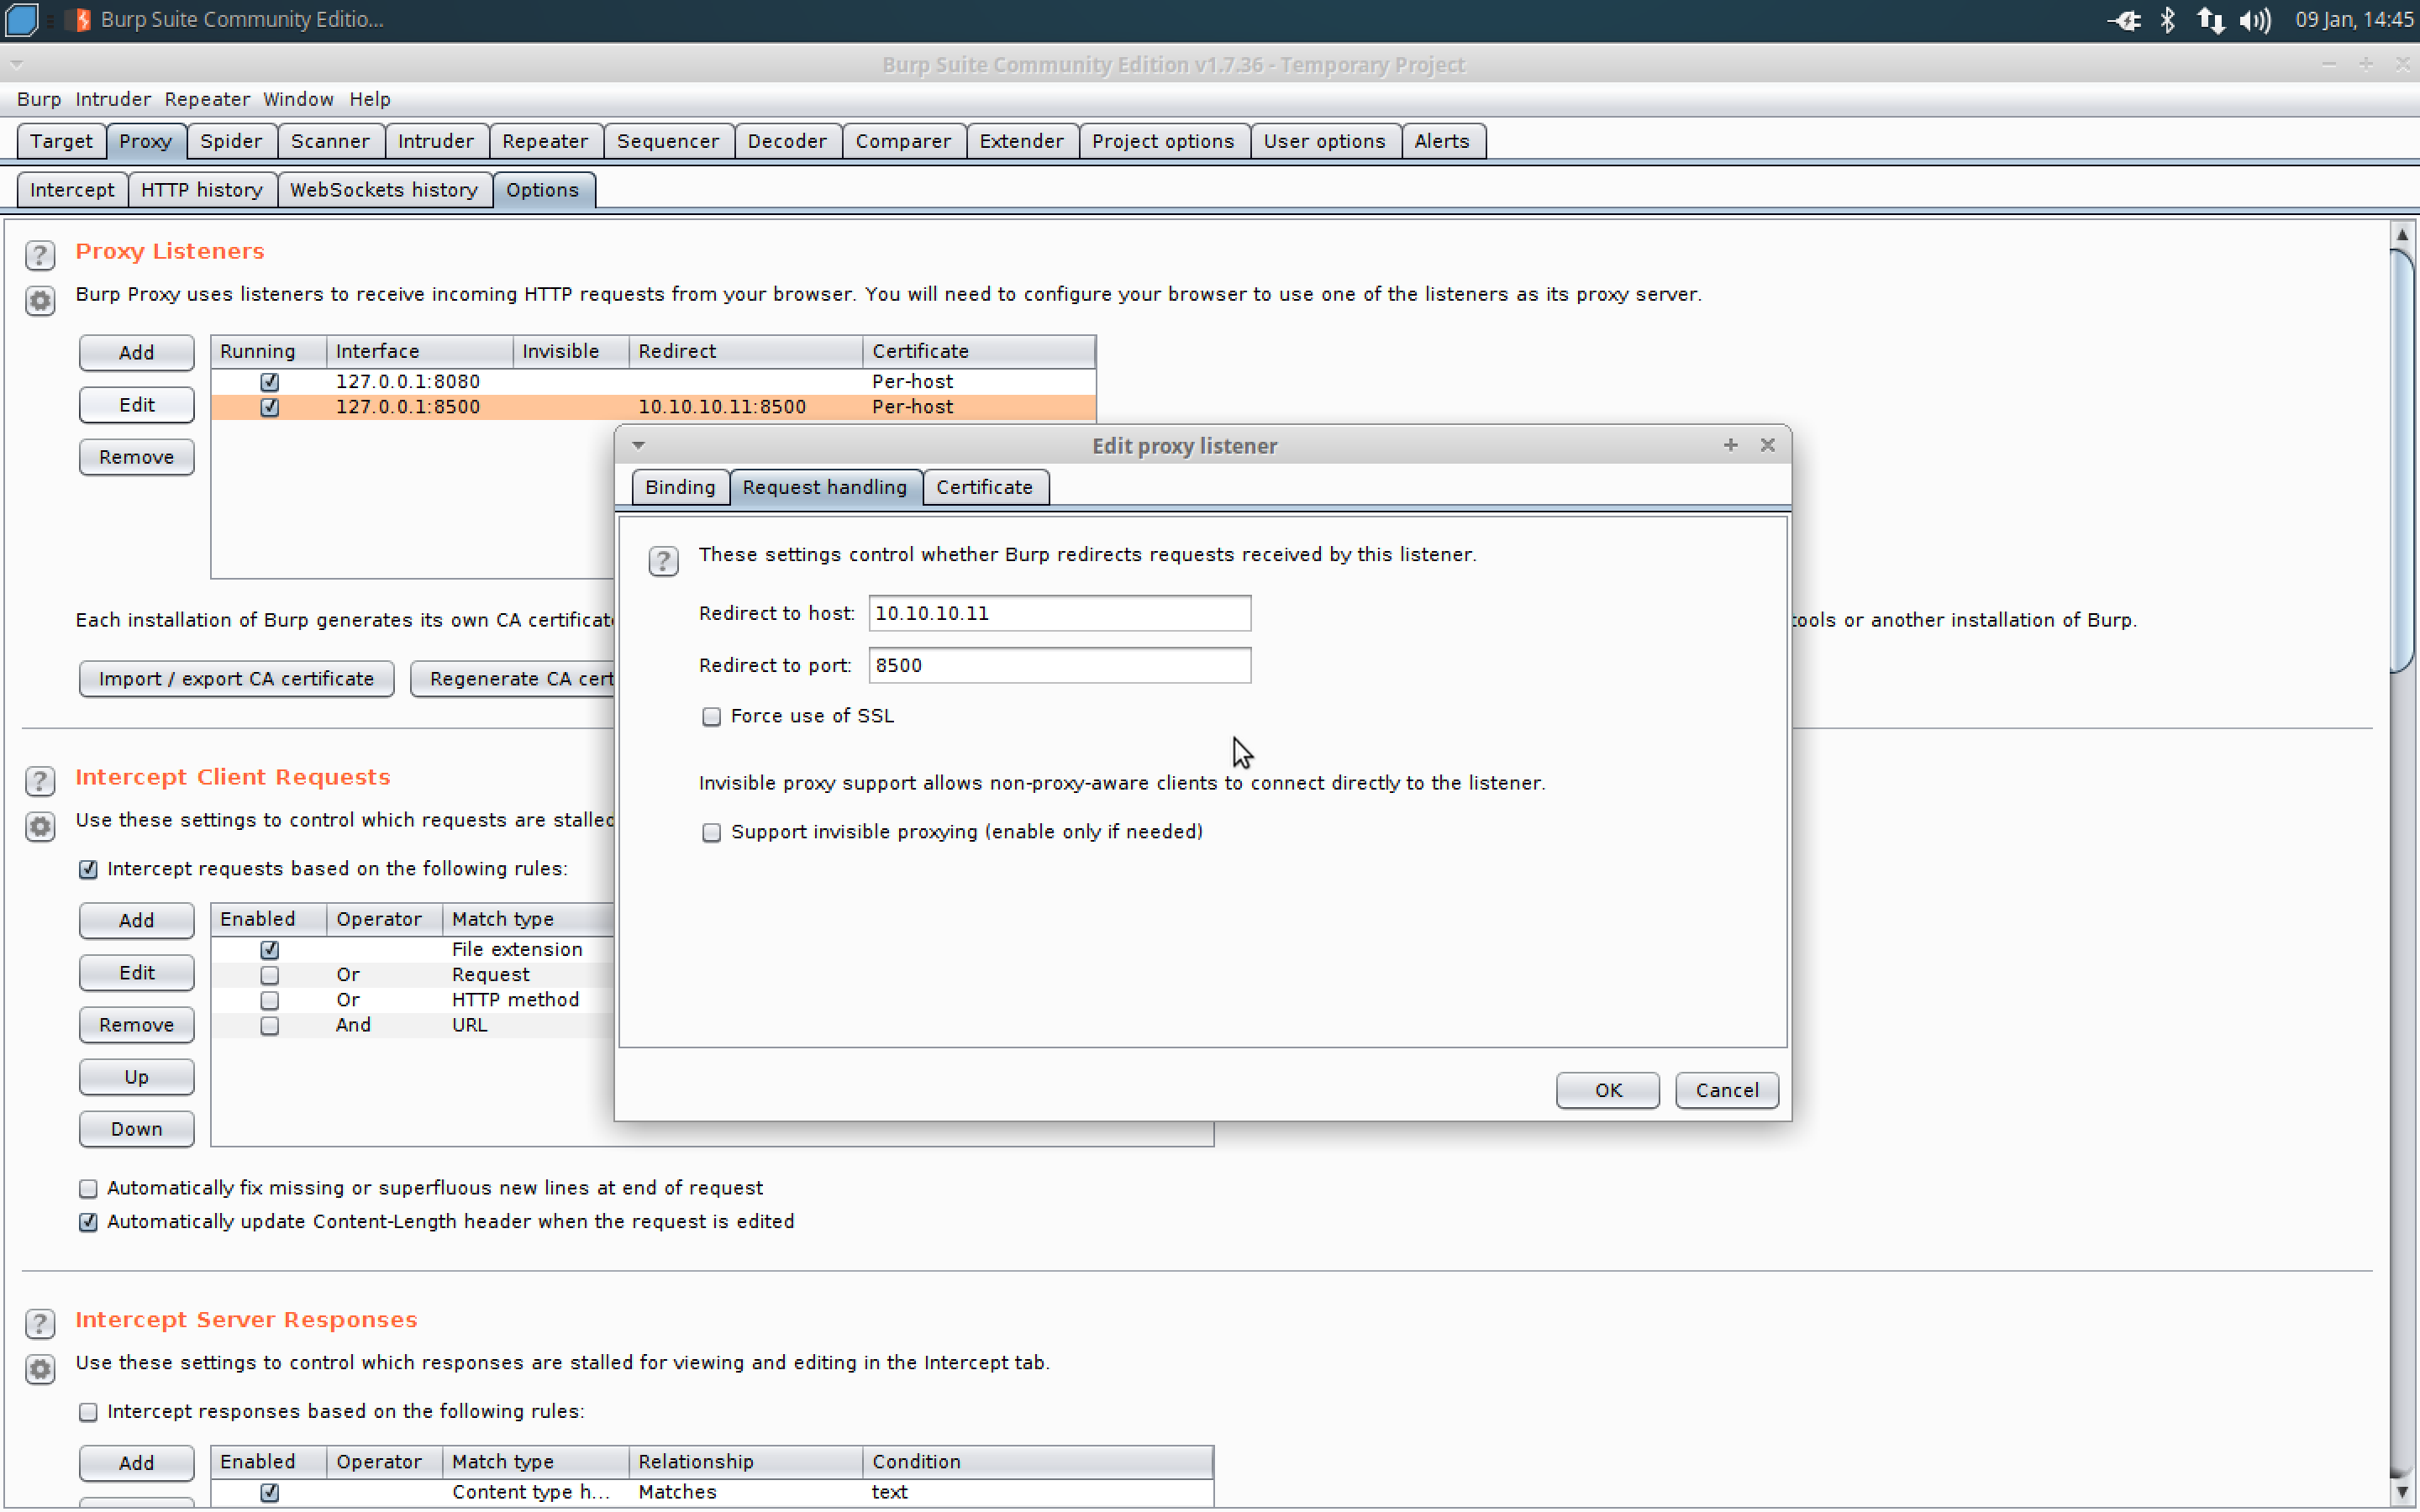 Burp Suite Community Editio...
09 Jan, 14:45
Burp Suite Community Edition v1.7.36 - Temporary Project
Burp Intruder Repeater Window Help
Target Proxy Spider Scanner Intruder Repeater Sequencer Decoder Comparer Extender Project options User options Alerts
Intercept HTTP history WebSockets history Options
? Proxy Listeners
Burp Proxy uses listeners to receive incoming HTTP requests from your browser. You will need to configure your browser to use one of the listeners as its proxy server.
Add
Edit
Remove
Running Interface Invisible Redirect Certificate
127.0.0.1:8080 Per-host
127.0.0.1:8500 10.10.10.11:8500 Per-host
Edit proxy listener
Binding Request handling Certificate
? These settings control whether Burp redirects requests received by this listener.
Redirect to host: 10.10.10.11
Redirect to port: 8500
Force use of SSL
Invisible proxy support allows non-proxy-aware clients to connect directly to the listener.
Support invisible proxying (enable only if needed)
OK Cancel
Each installation of Burp generates its own CA certificat
tools or another installation of Burp.
Import / export CA certificate Regenerate CA cert
? Intercept Client Requests
Use these settings to control which requests are stalled
Intercept requests based on the following rules:
Add
Edit
Remove
Up
Down
Enabled Operator Match type
File extension
Or Request
Or HTTP method
And URL
Automatically fix missing or superfluous new lines at end of request
Automatically update Content-Length header when the request is edited
? Intercept Server Responses
Use these settings to control which responses are stalled for viewing and editing in the Intercept tab.
Intercept responses based on the following rules:
Add
Enabled Operator Match type Relationship Condition
Content type h... Matches text